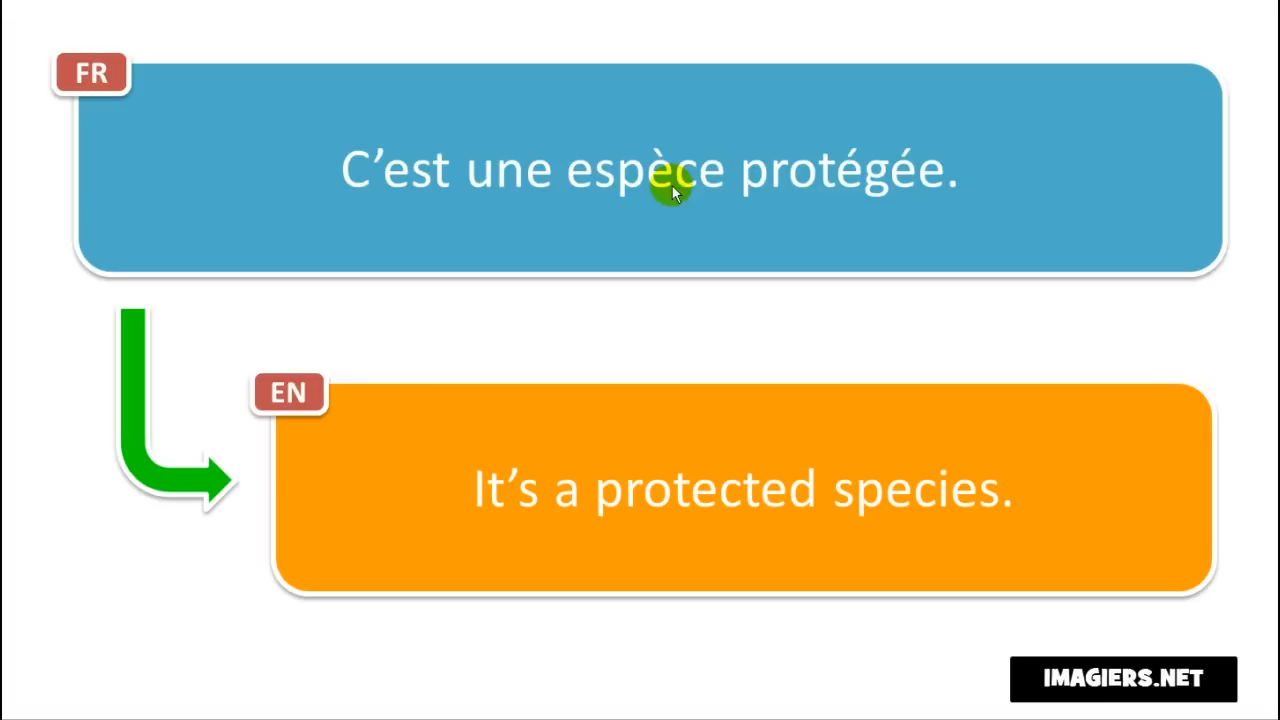 FR
C’est une espèce protégée.
EN
It’s a protected species.
IMAGIERS.NET